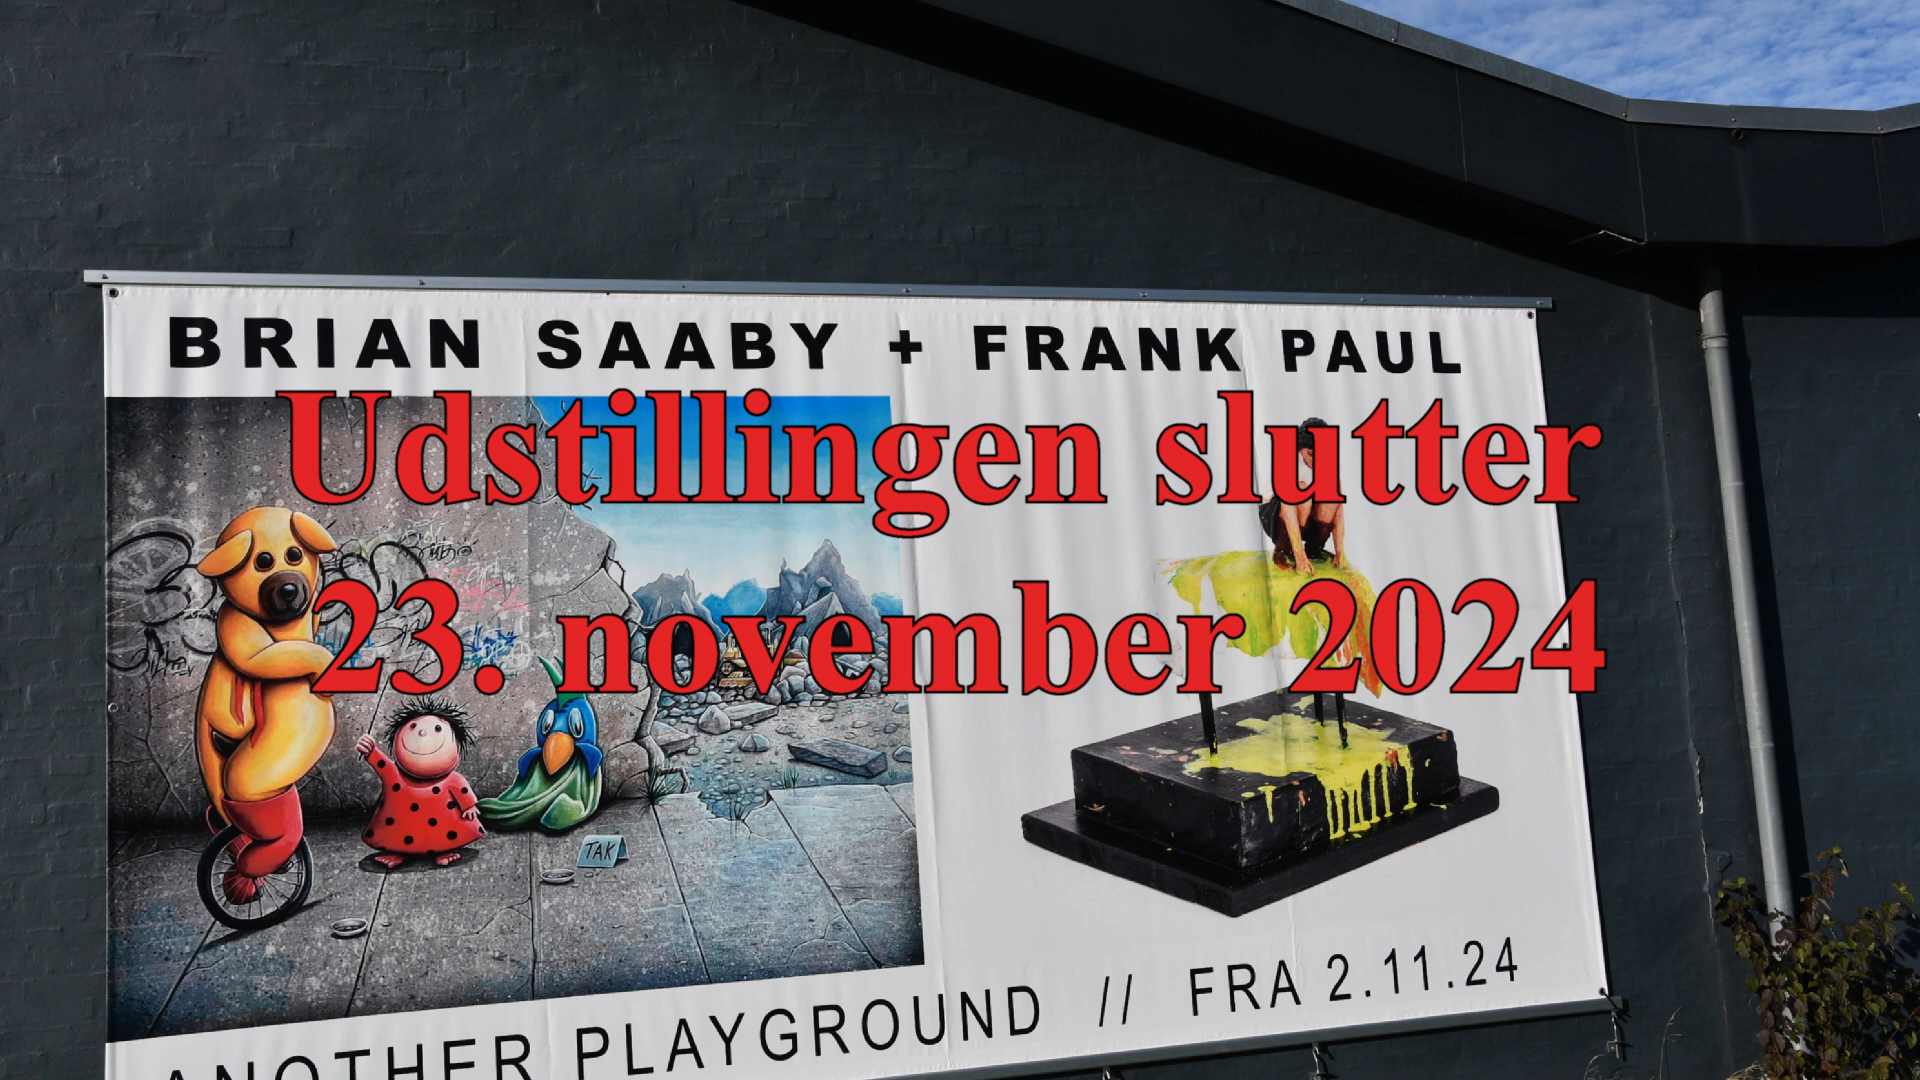 BRIAN SAABY + FRANK PAUL
Udstillingen slutter
23. november 2024
TAK
ANOTHER PLAYGROUND // FRA 2.11.24